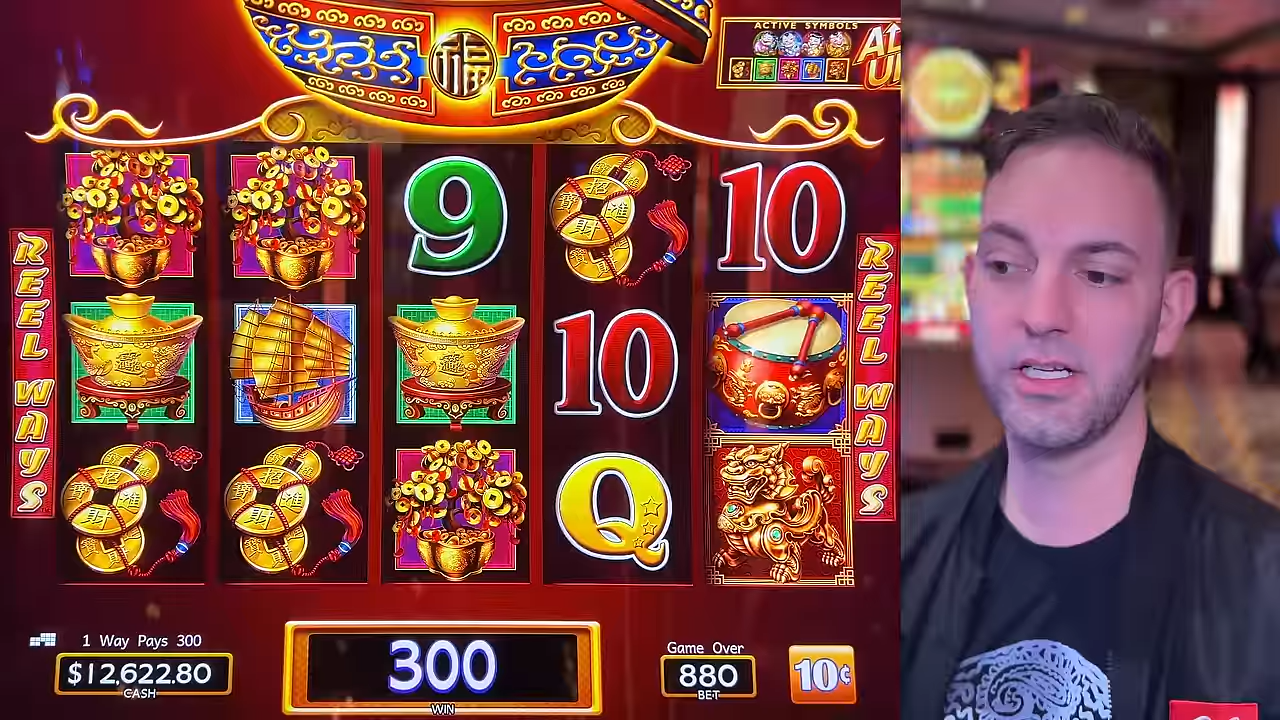 福
ACTIVE SYMBOLS
REEL WAYS
REEL WAYS
9
10
10
Q
1 Way Pays 300
$12,622.80
CASH
300
WIN
Game Over
880
BET
10¢